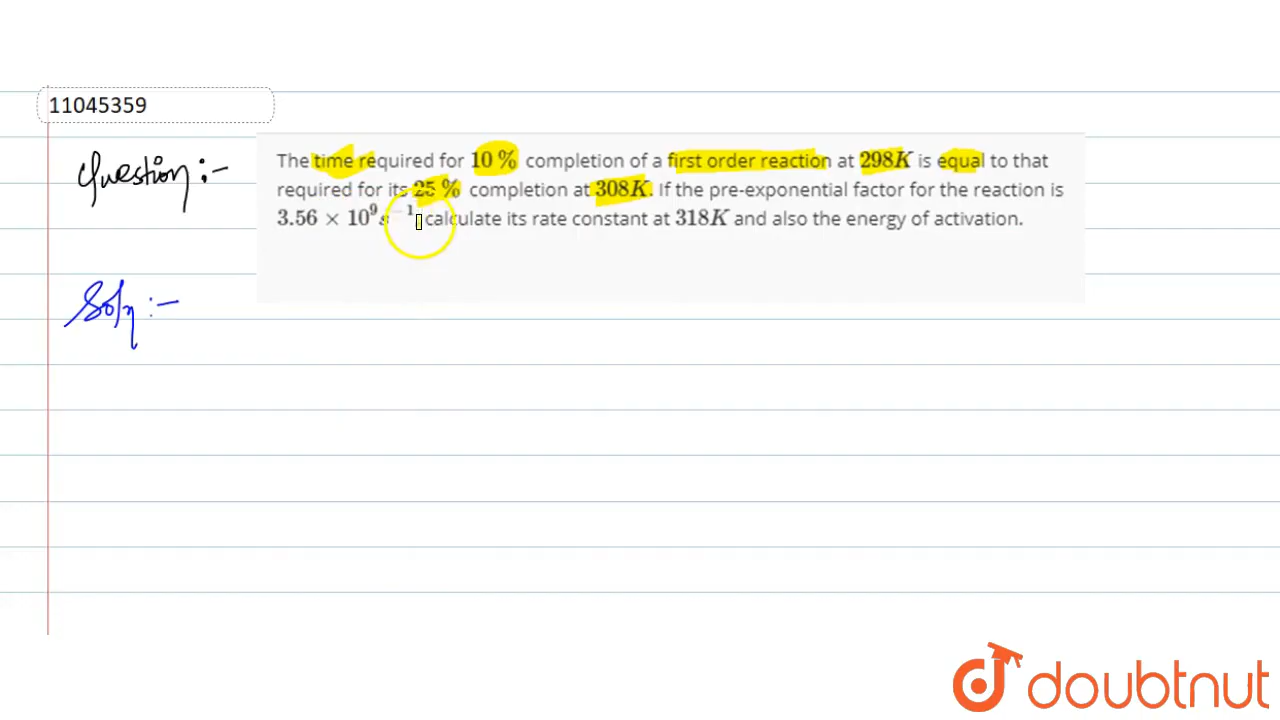 11045359
Question :-
The time required for 10 % completion of a first order reaction at 298K is equal to that
required for its 25 % completion at 308K. If the pre-exponential factor for the reaction is
3.56 × 10⁹s⁻¹, calculate its rate constant at 318K and also the energy of activation.
Soln :-
doubtnut